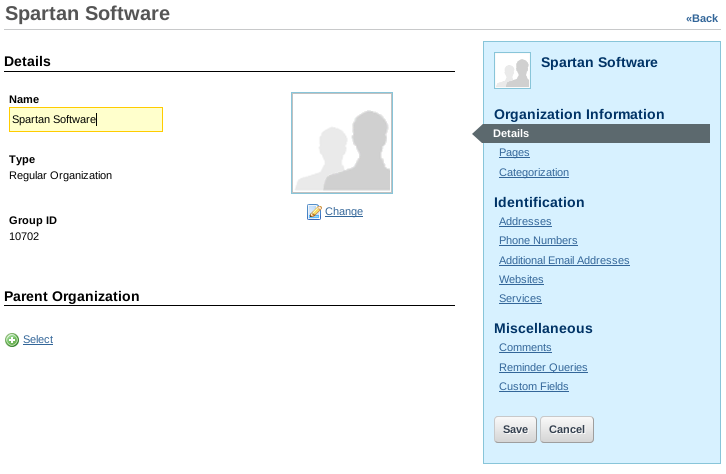 Spartan Software
«Back
Details
Name
Spartan Software
Type
Regular Organization
Change
Group ID
10702
Parent Organization
Select
Spartan Software
Organization Information
Details
Pages
Categorization
Identification
Addresses
Phone Numbers
Additional Email Addresses
Websites
Services
Miscellaneous
Comments
Reminder Queries
Custom Fields
Save Cancel